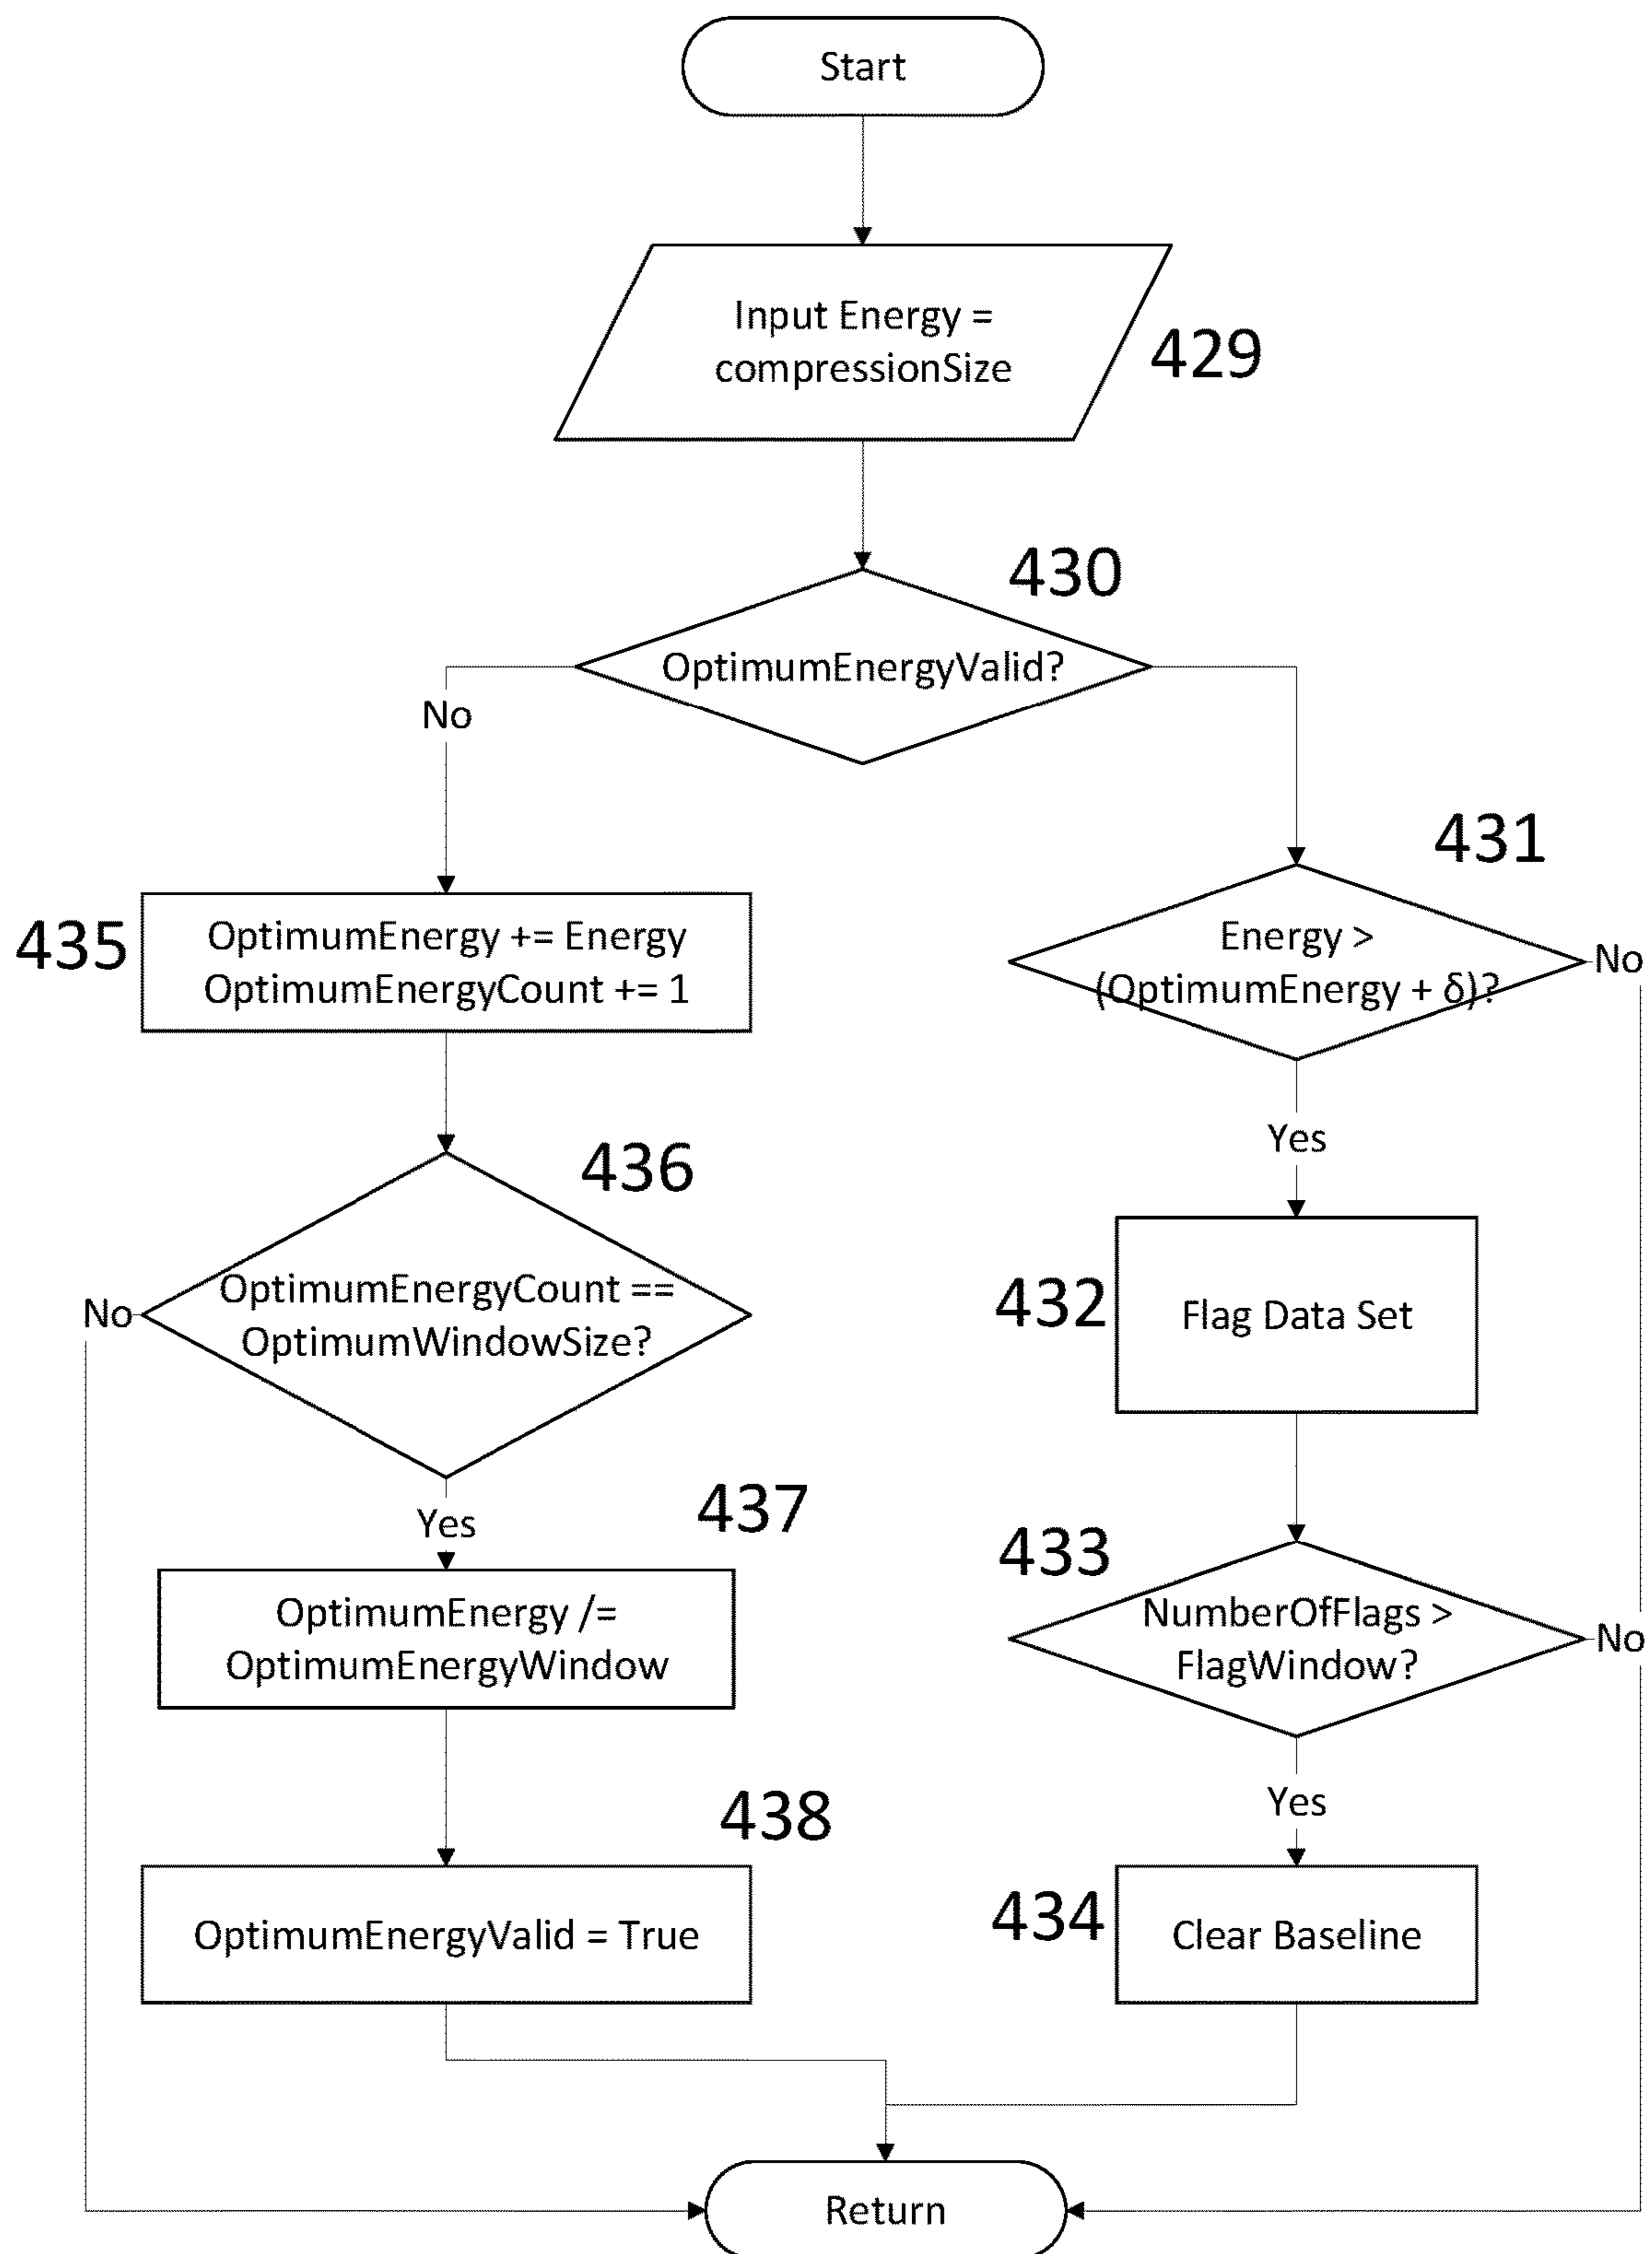 Start
Input Energy =
compressionSize
429
430
OptimumEnergyValid?
No
431
435
OptimumEnergy += Energy
OptimumEnergyCount += 1
Energy >
(OptimumEnergy + δ)?
No
Yes
436
OptimumEnergyCount ==
OptimumWindowSize?
No
432
Flag Data Set
Yes
437
433
OptimumEnergy /=
OptimumEnergyWindow
NumberOfFlags >
FlagWindow?
No
Yes
438
OptimumEnergyValid = True
434
Clear Baseline
Return